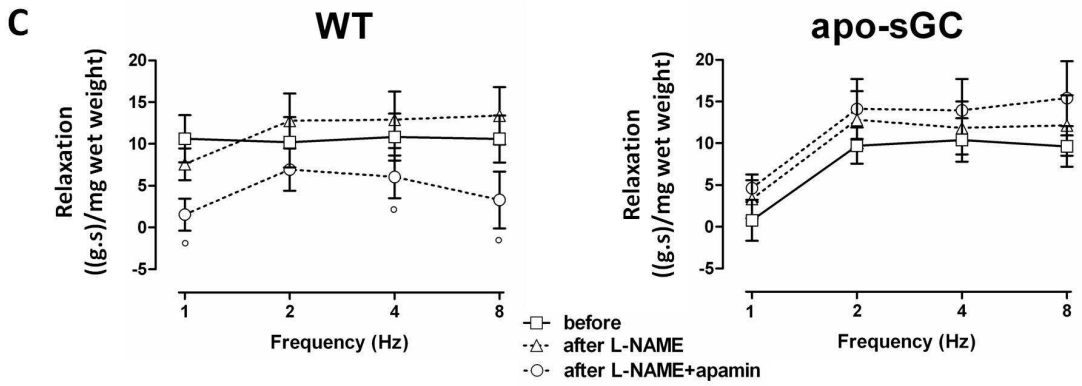 C
WT
apo-sGC
Relaxation
((g.s)/mg wet weight)
20
15
10
5
0
-5
1
2
4
8
Frequency (Hz)
Relaxation
((g.s)/mg wet weight)
20
15
10
5
0
-5
1
2
4
8
Frequency (Hz)
before
after L-NAME
after L-NAME+apamin